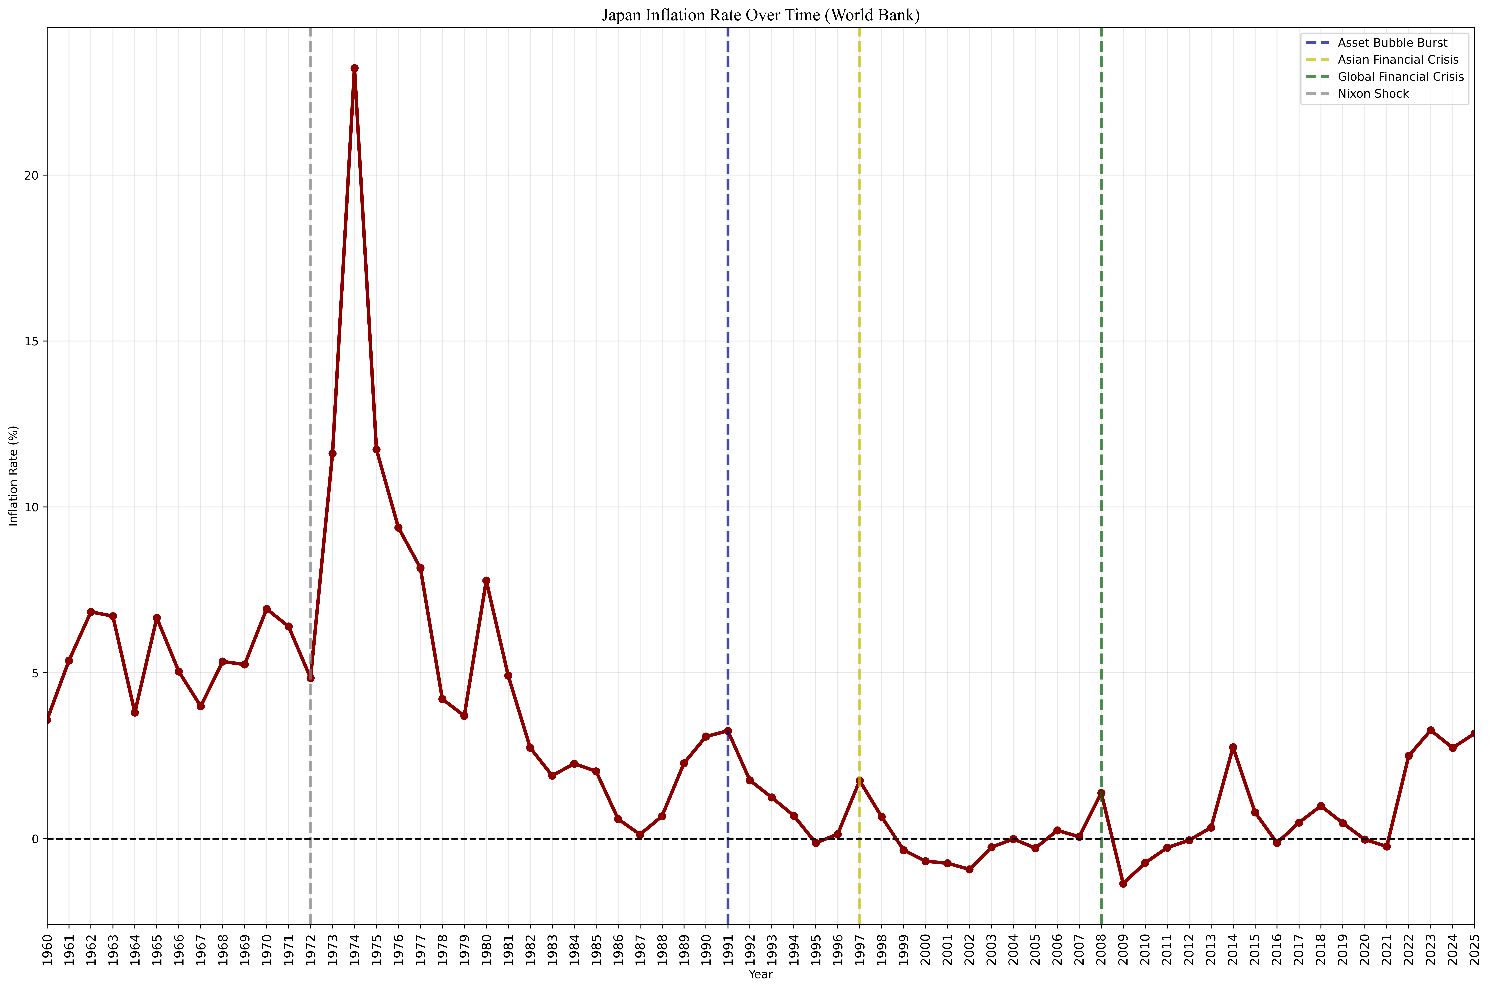 Japan Inflation Rate Over Time (World Bank)
Asset Bubble Burst
Asian Financial Crisis
Global Financial Crisis
Nixon Shock
Inflation Rate (%)
20
15
10
5
0
1960 1961 1962 1963 1964 1965 1966 1967 1968 1969 1970 1971 1972 1973 1974 1975 1976 1977 1978 1979 1980 1981 1982 1983 1984 1985 1986 1987 1988 1989 1990 1991 1992 1993 1994 1995 1996 1997 1998 1999 2000 2001 2002 2003 2004 2005 2006 2007 2008 2009 2010 2011 2012 2013 2014 2015 2016 2017 2018 2019 2020 2021 2022 2023 2024 2025
Year